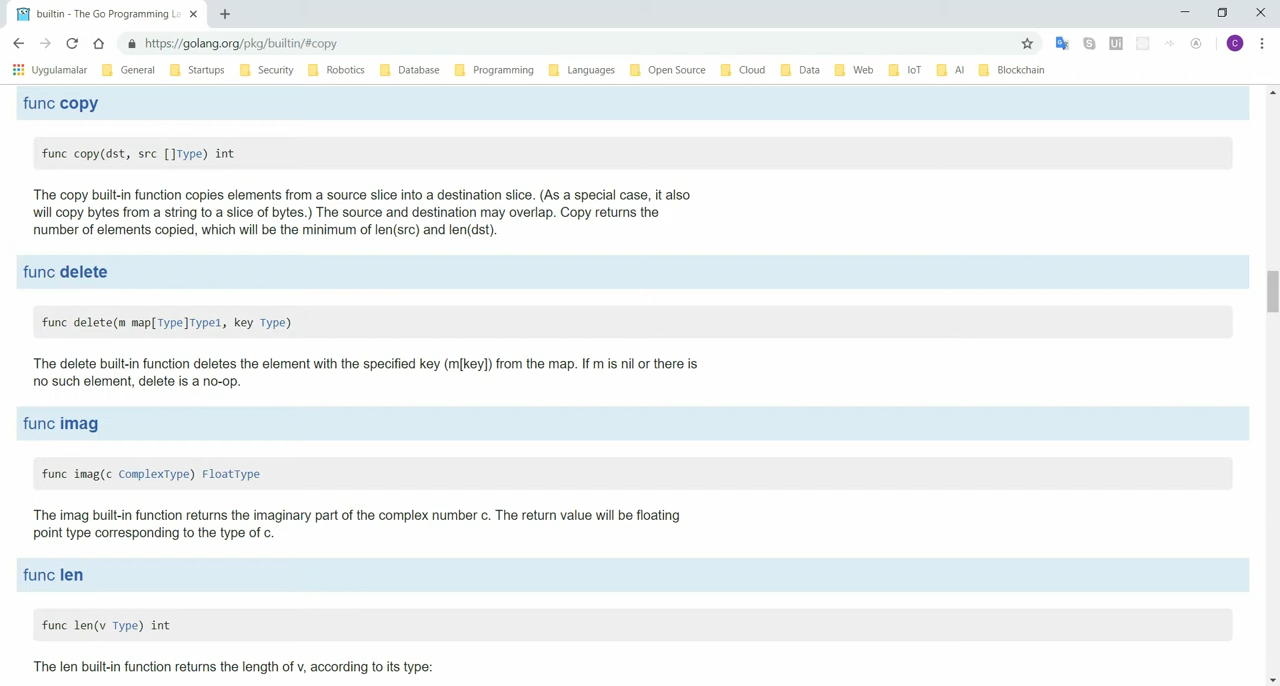 builtin - The Go Programming La
https://golang.org/pkg/builtin/#copy
C
Uygulamalar
General
Startups
Security
Robotics
Database
Programming
Languages
Open Source
Cloud
Data
Web
IoT
AI
Blockchain
func copy
func copy(dst, src []Type) int
The copy built-in function copies elements from a source slice into a destination slice. (As a special case, it also
will copy bytes from a string to a slice of bytes.) The source and destination may overlap. Copy returns the
number of elements copied, which will be the minimum of len(src) and len(dst).
func delete
func delete(m map[Type]Type1, key Type)
The delete built-in function deletes the element with the specified key (m[key]) from the map. If m is nil or there is
no such element, delete is a no-op.
func imag
func imag(c ComplexType) FloatType
The imag built-in function returns the imaginary part of the complex number c. The return value will be floating
point type corresponding to the type of c.
func len
func len(v Type) int
The len built-in function returns the length of v, according to its type: